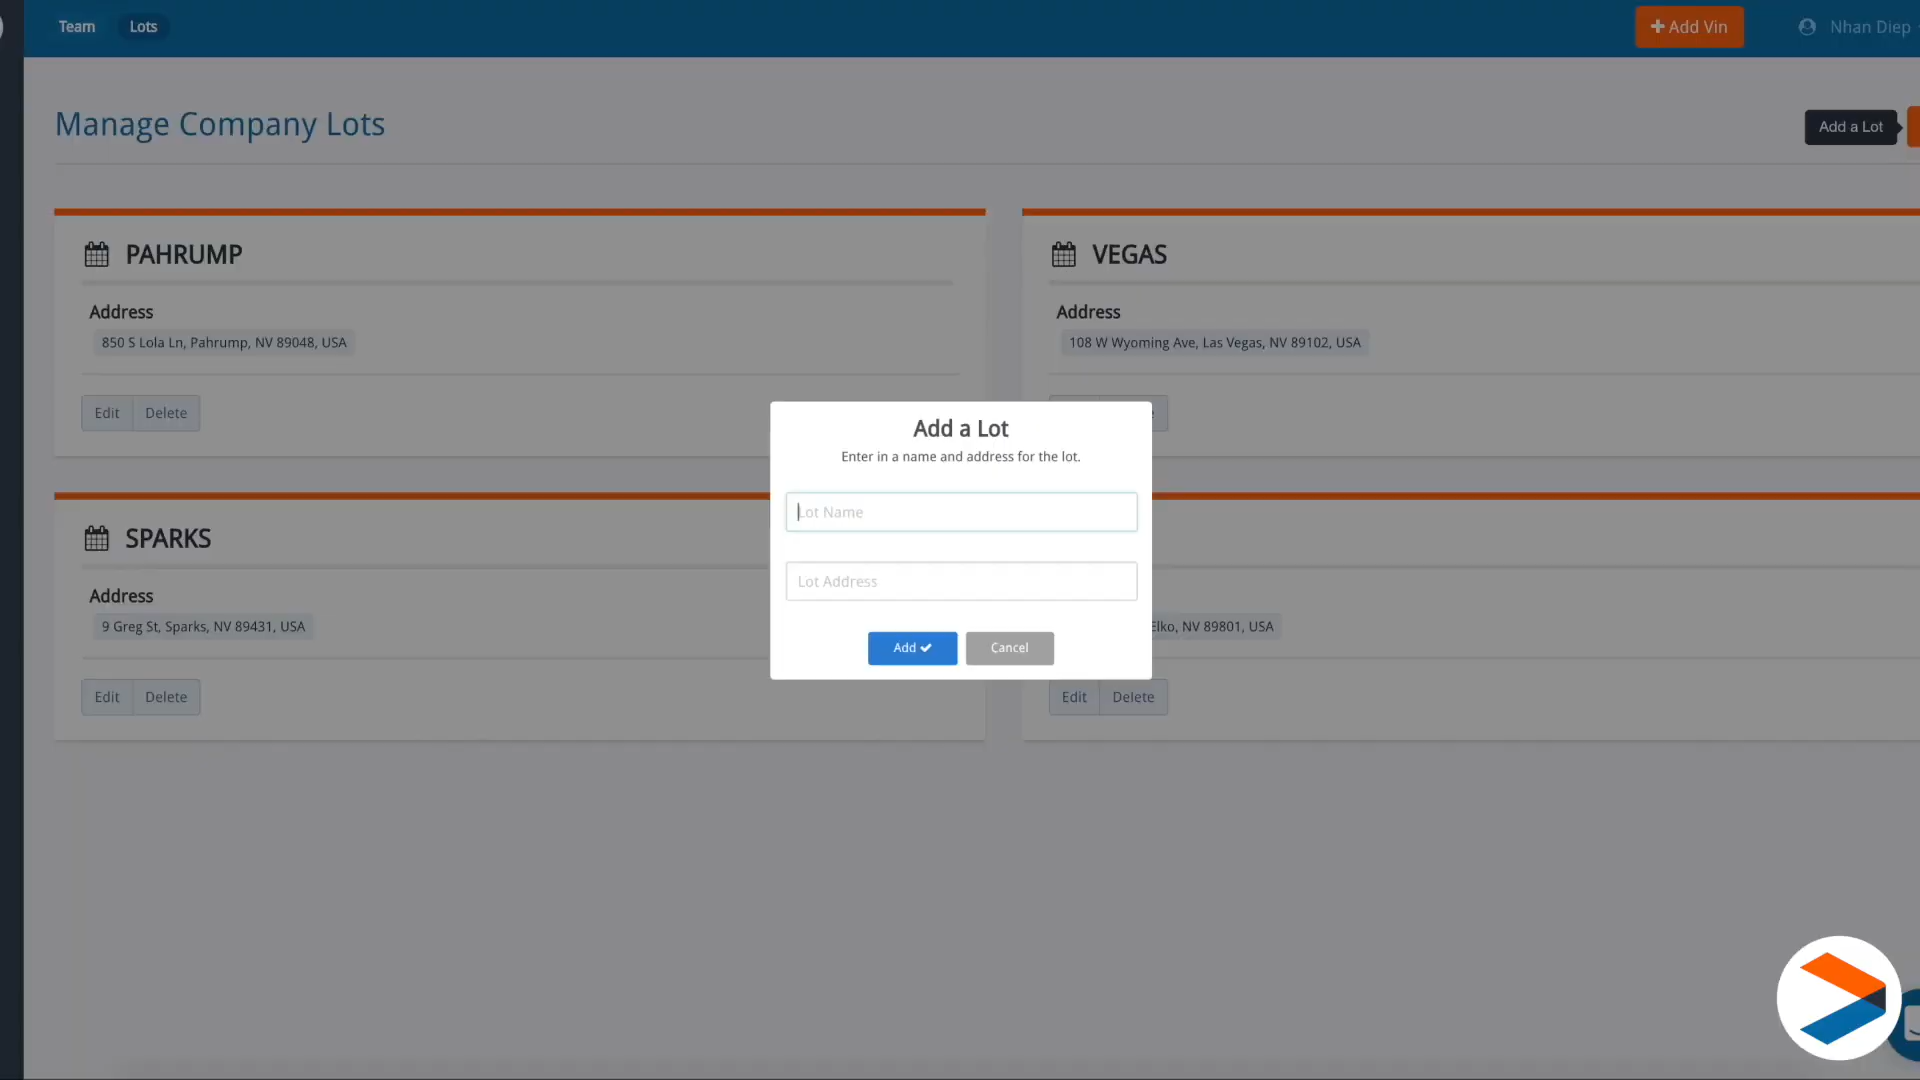 Team
Lots
Add Vin
Nhan Diep
Manage Company Lots
Add a Lot
PAHRUMP
Address
850 S Lola Ln, Pahrump, NV 89048, USA
Edit
Delete
VEGAS
Address
108 W Wyoming Ave, Las Vegas, NV 89102, USA
SPARKS
Address
9 Greg St, Sparks, NV 89431, USA
Edit
Delete
Elko, NV 89801, USA
Edit
Delete
Add a Lot
Enter in a name and address for the lot.
Lot Name
Lot Address
Add
Cancel